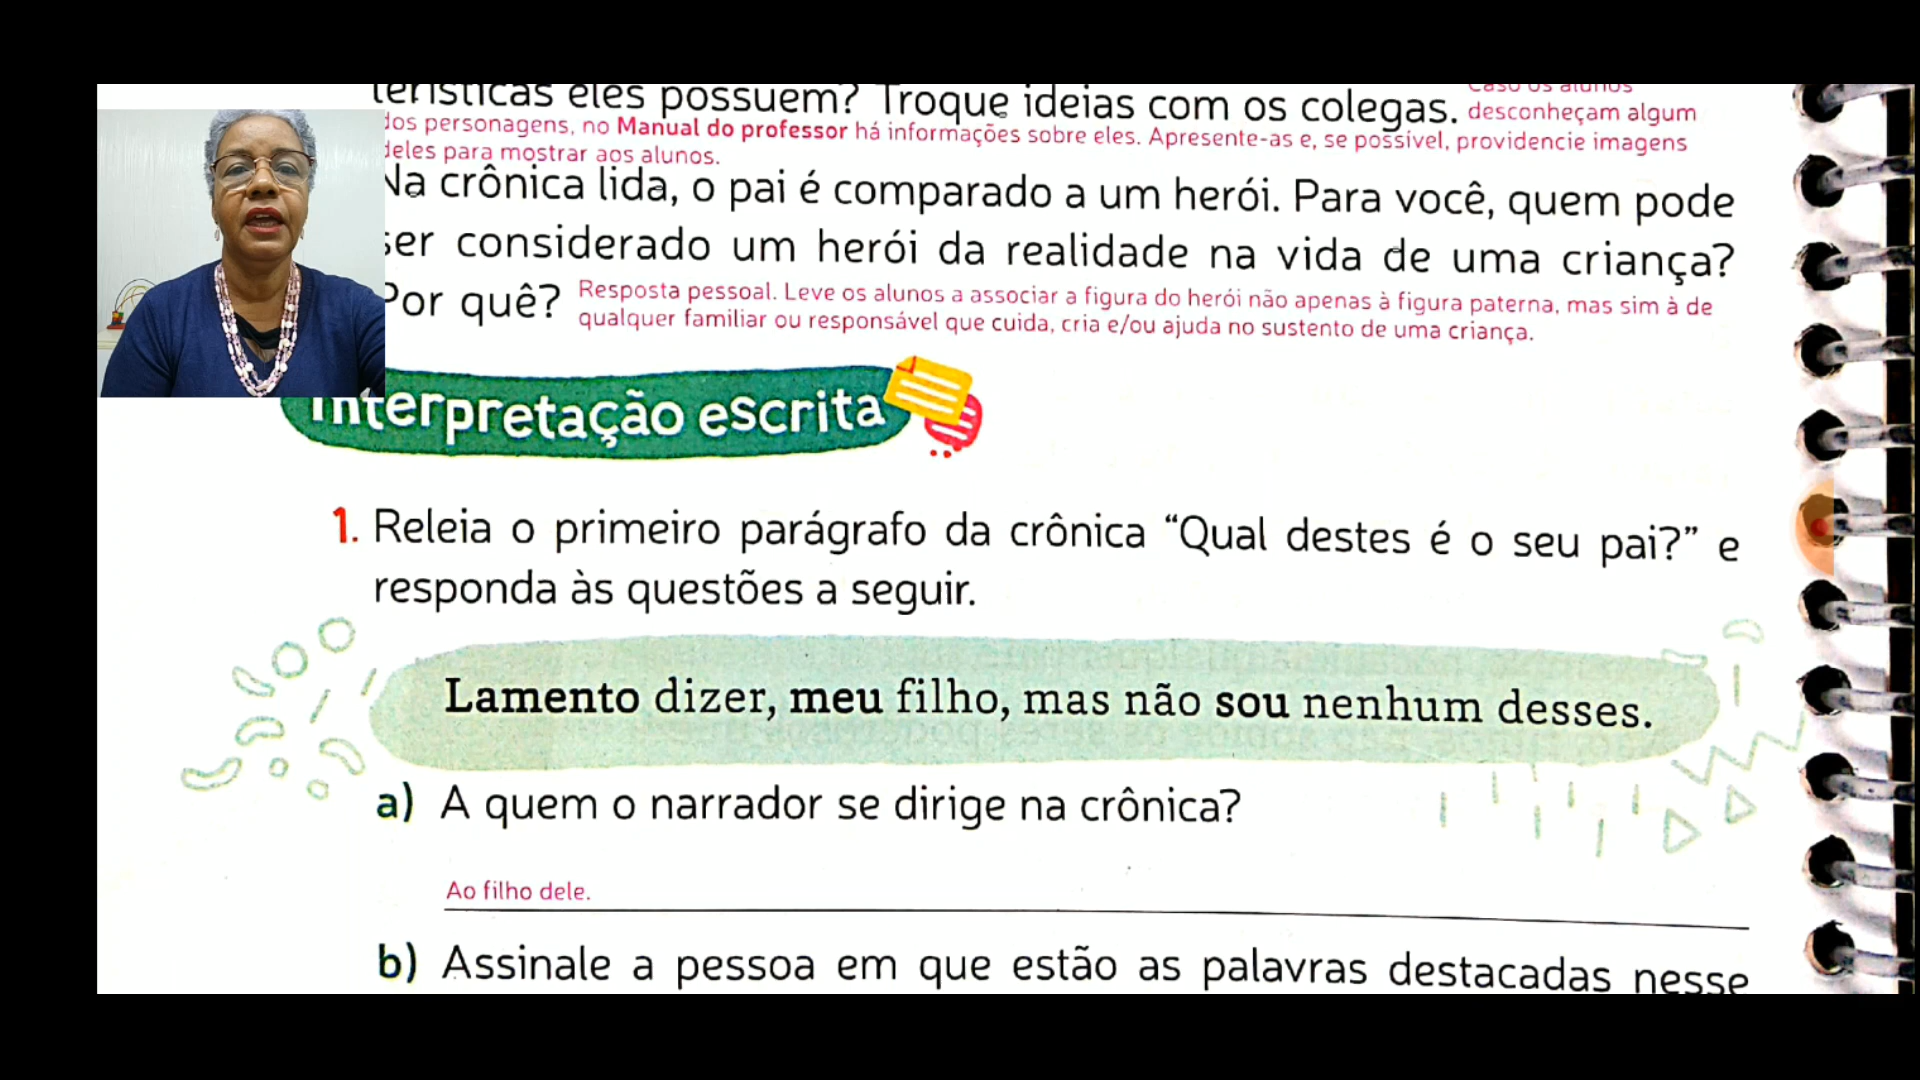 terísticas eles possuem? Troque ideias com os colegas. Caso os alunos
desconheçam algum
dos personagens, no Manual do professor há informações sobre eles. Apresente-as e, se possível, providencie imagens
deles para mostrar aos alunos.
Na crônica lida, o pai é comparado a um herói. Para você, quem pode
ser considerado um herói da realidade na vida de uma criança?
Por quê? Resposta pessoal. Leve os alunos a associar a figura do herói não apenas à figura paterna, mas sim à de
qualquer familiar ou responsável que cuida, cria e/ou ajuda no sustento de uma criança.
Interpretação escrita
1. Releia o primeiro parágrafo da crônica “Qual destes é o seu pai?” e
responda às questões a seguir.
Lamento dizer, meu filho, mas não sou nenhum desses.
a) A quem o narrador se dirige na crônica?
Ao filho dele.
b) Assinale a pessoa em que estão as palavras destacadas nesse